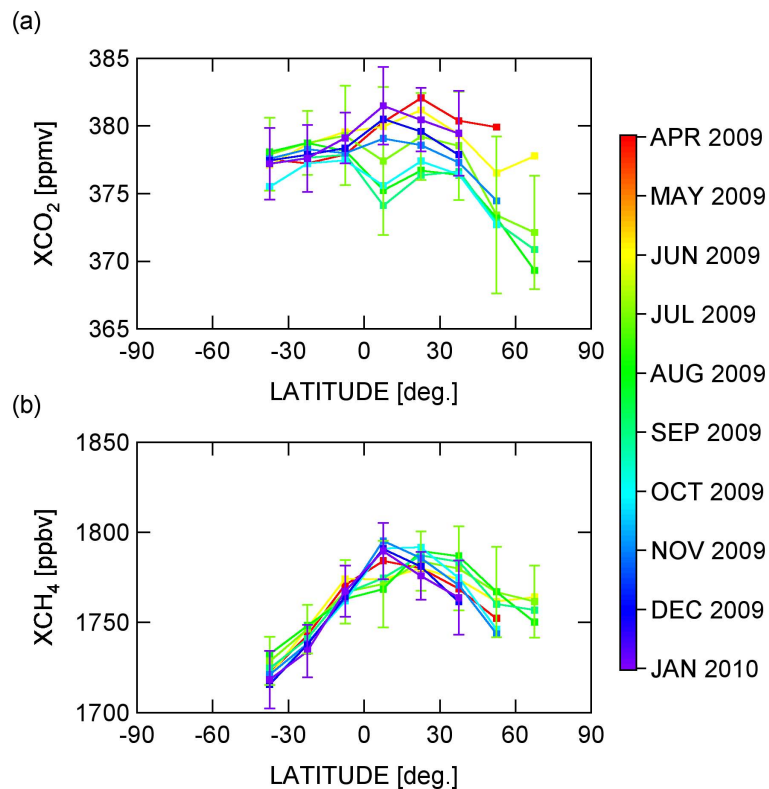 (a)
385
380
375
370
365
XCO₂ [ppmv]
-90 -60 -30 0 30 60 90
LATITUDE [deg.]
(b)
1850
1800
1750
1700
XCH₄ [ppbv]
-90 -60 -30 0 30 60 90
LATITUDE [deg.]
APR 2009
MAY 2009
JUN 2009
JUL 2009
AUG 2009
SEP 2009
OCT 2009
NOV 2009
DEC 2009
JAN 2010